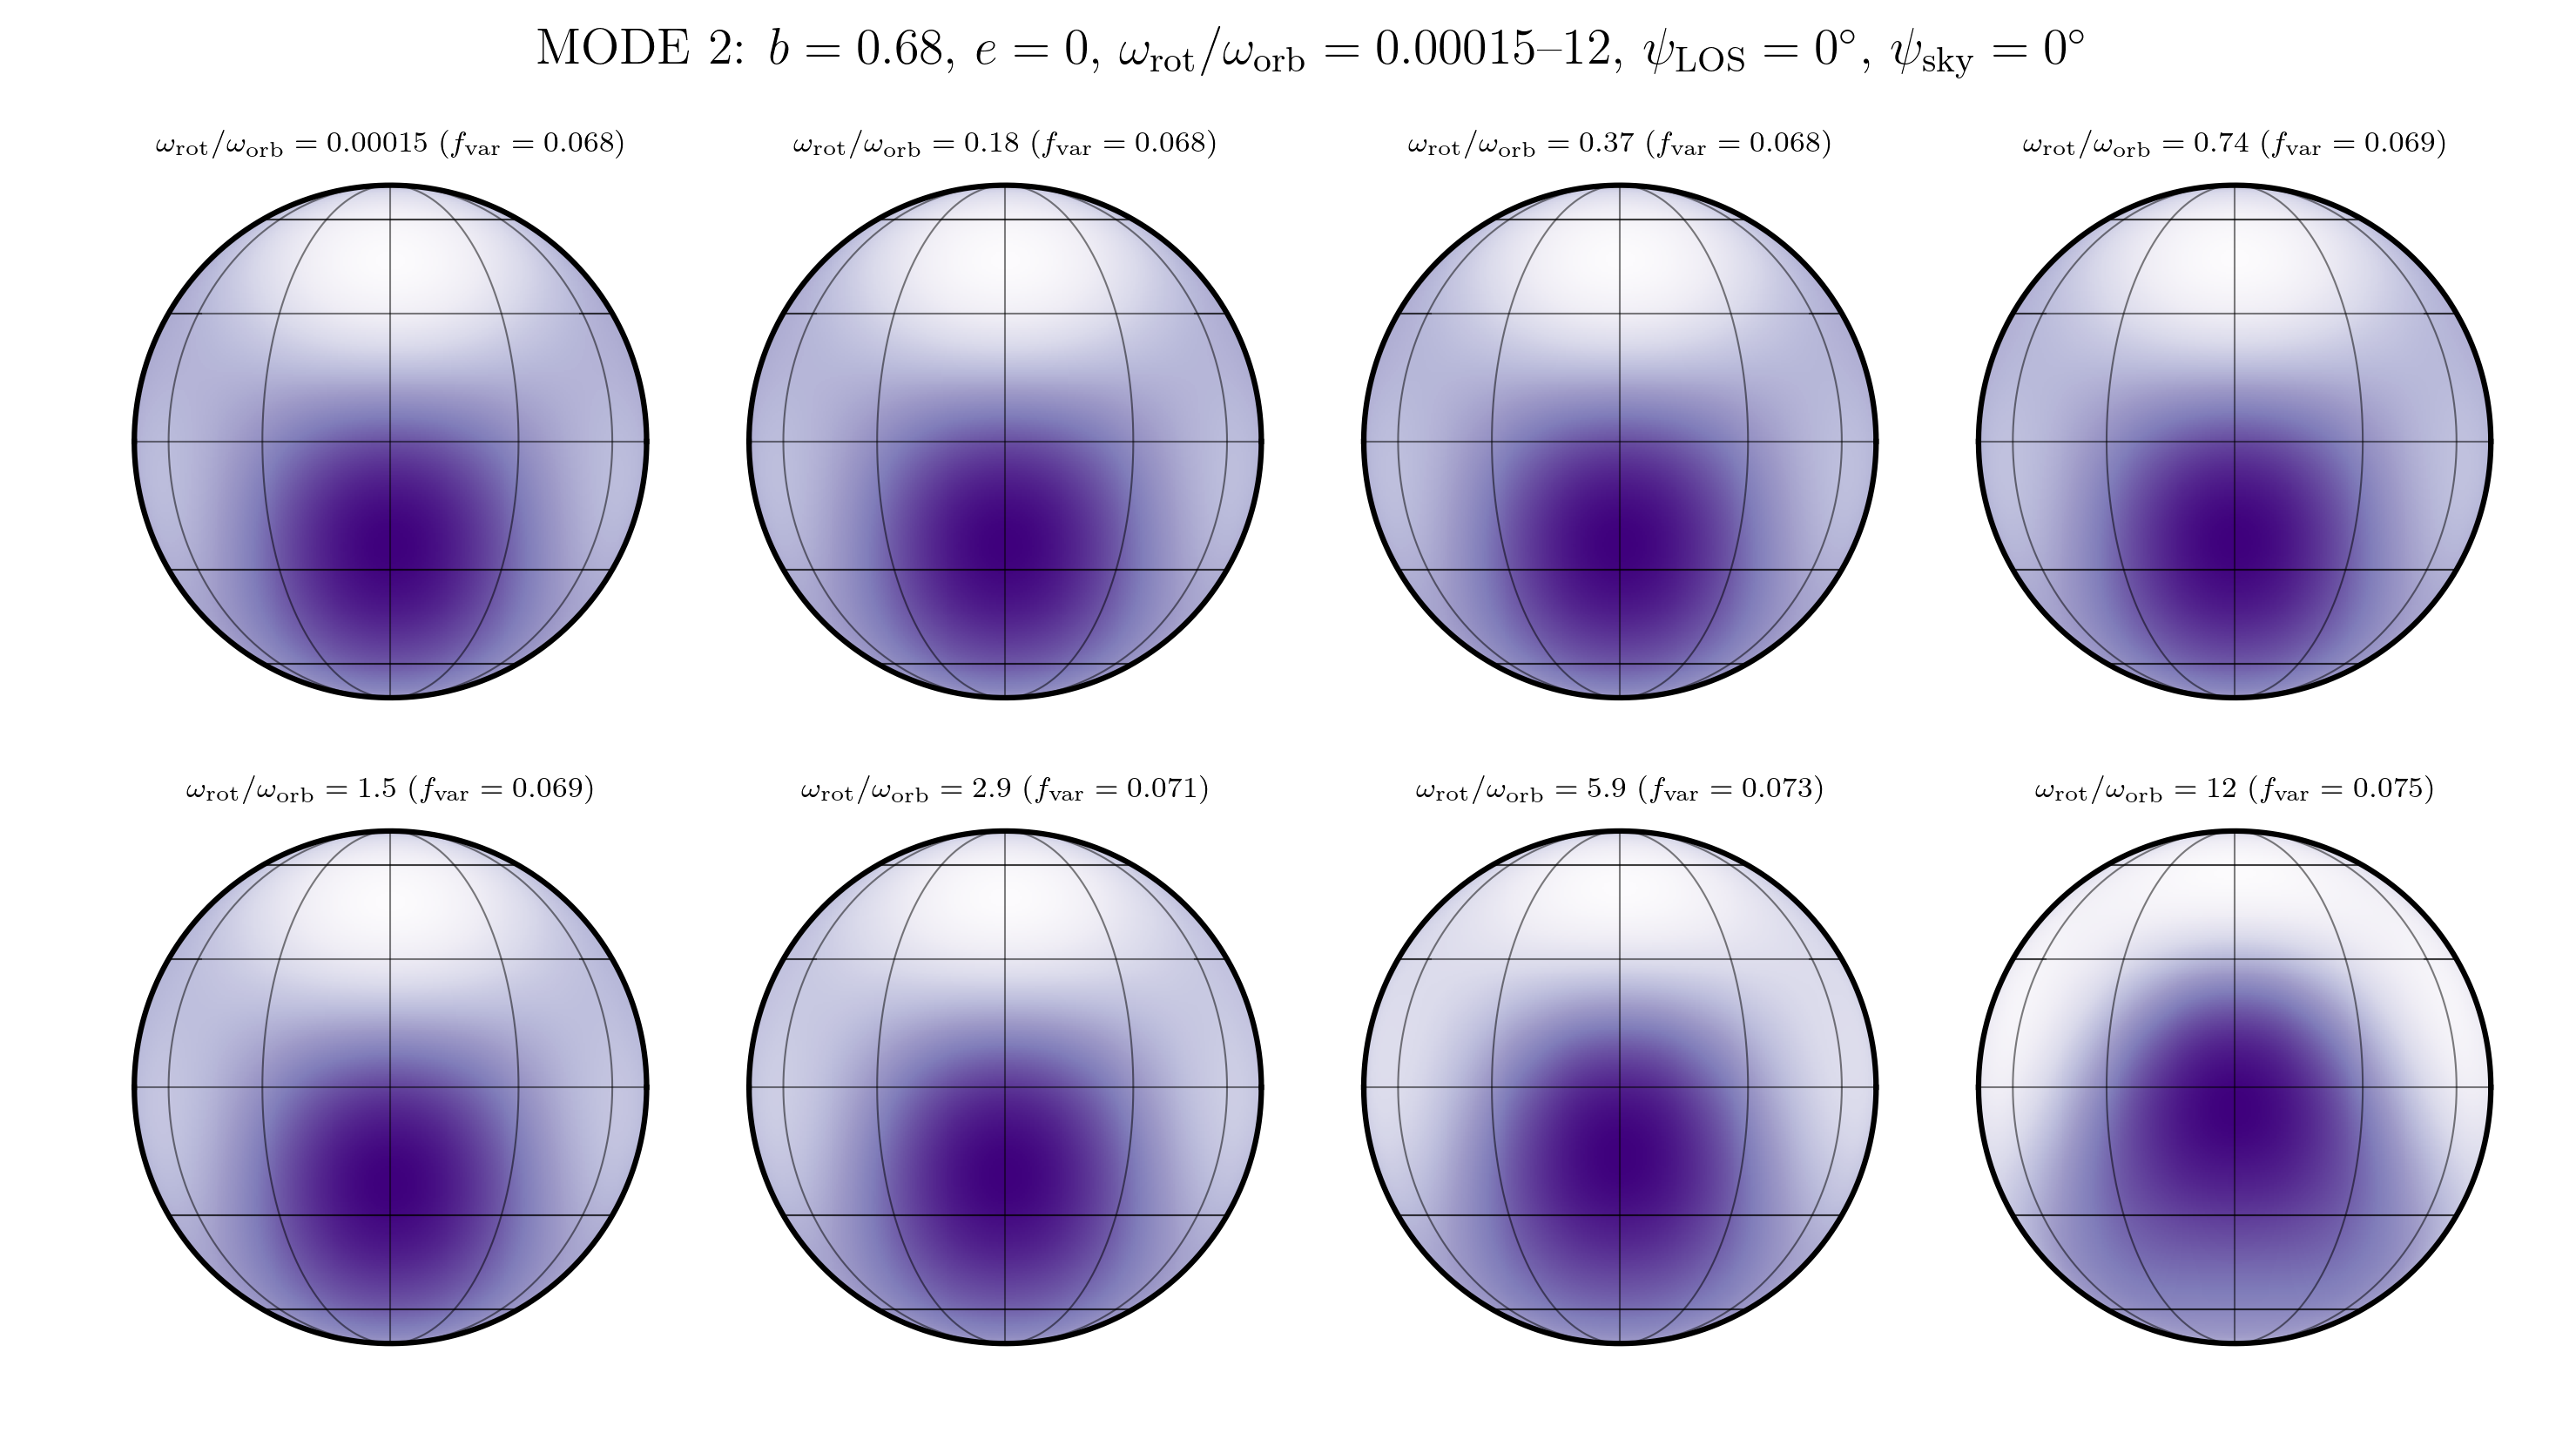 MODE 2: b = 0.68, e = 0, ω_rot/ω_orb = 0.00015–12, ψ_LOS = 0°, ψ_sky = 0°
ω_rot/ω_orb = 0.00015 (f_var = 0.068)
ω_rot/ω_orb = 0.18 (f_var = 0.068)
ω_rot/ω_orb = 0.37 (f_var = 0.068)
ω_rot/ω_orb = 0.74 (f_var = 0.069)
ω_rot/ω_orb = 1.5 (f_var = 0.069)
ω_rot/ω_orb = 2.9 (f_var = 0.071)
ω_rot/ω_orb = 5.9 (f_var = 0.073)
ω_rot/ω_orb = 12 (f_var = 0.075)